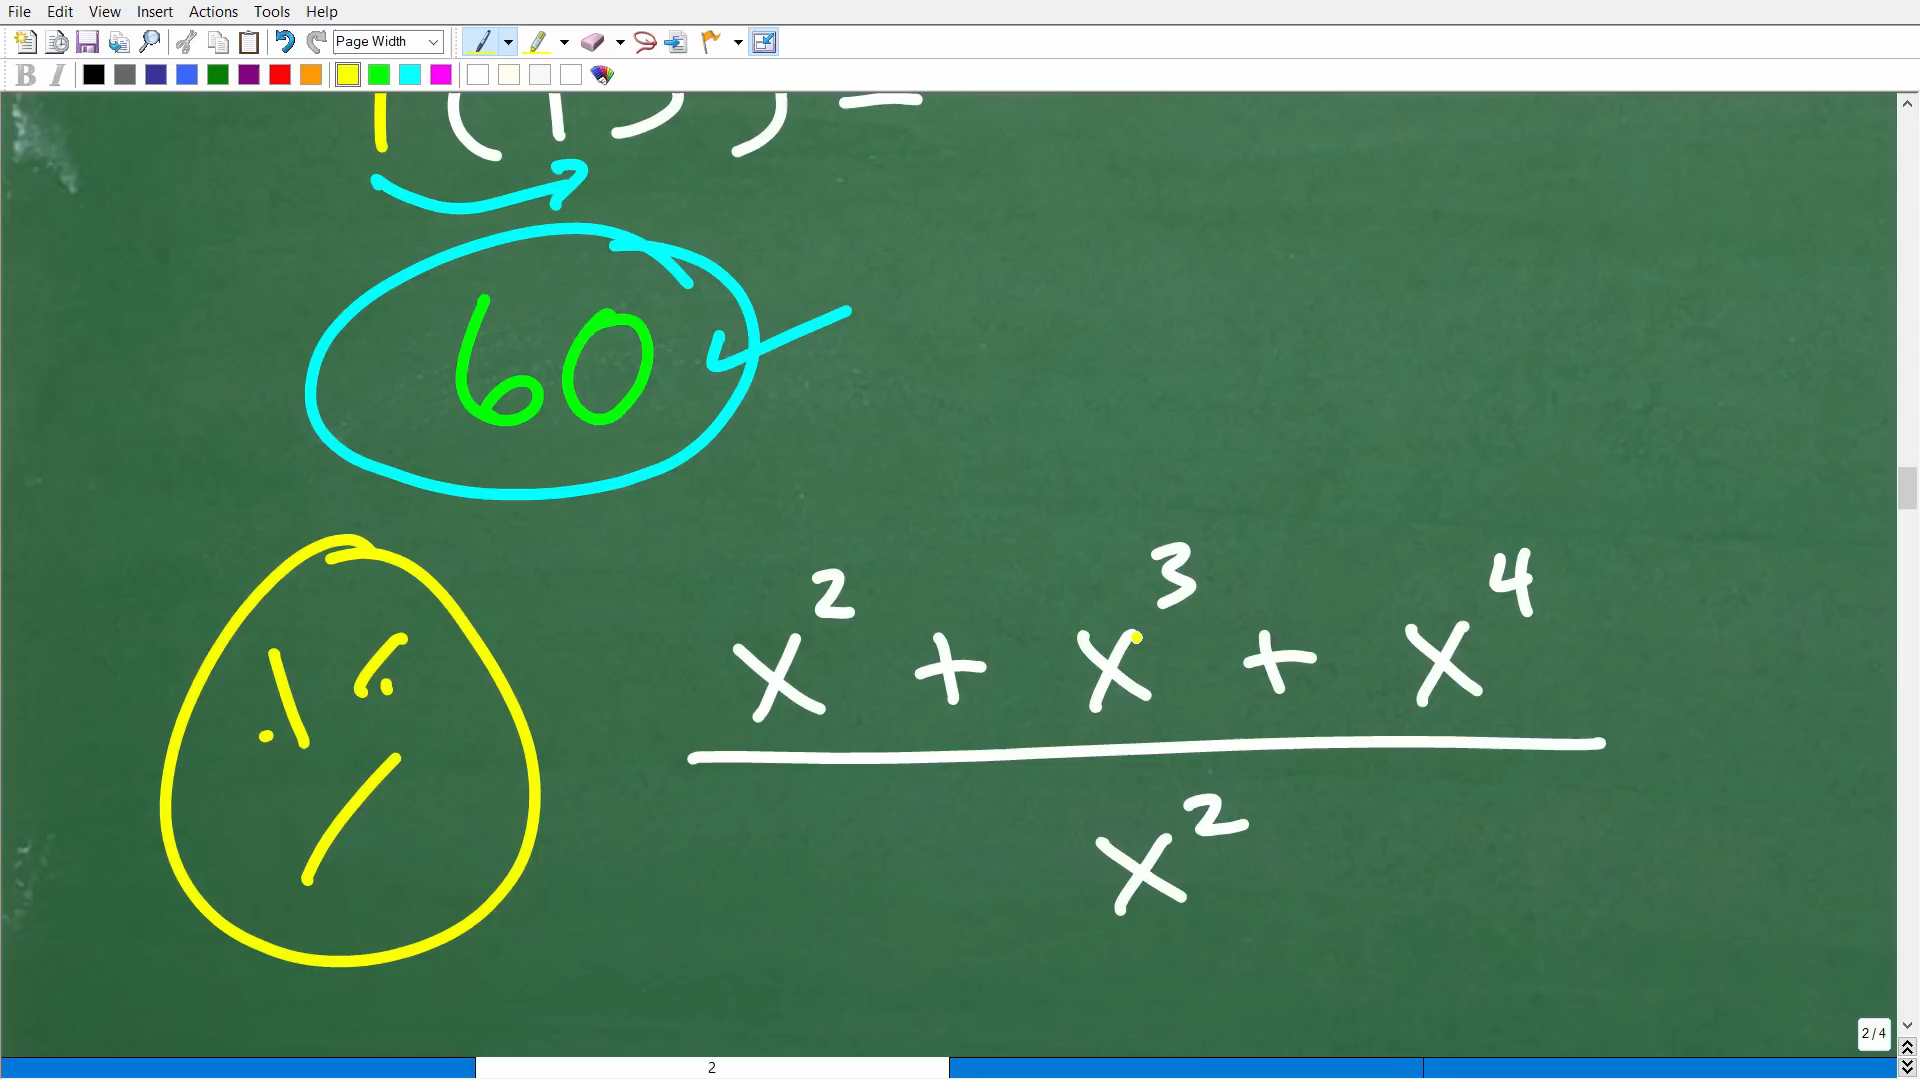 File Edit View Insert Actions Tools Help
Page Width
B I
60
x² + x³ + x⁴
x²
2 / 4
2